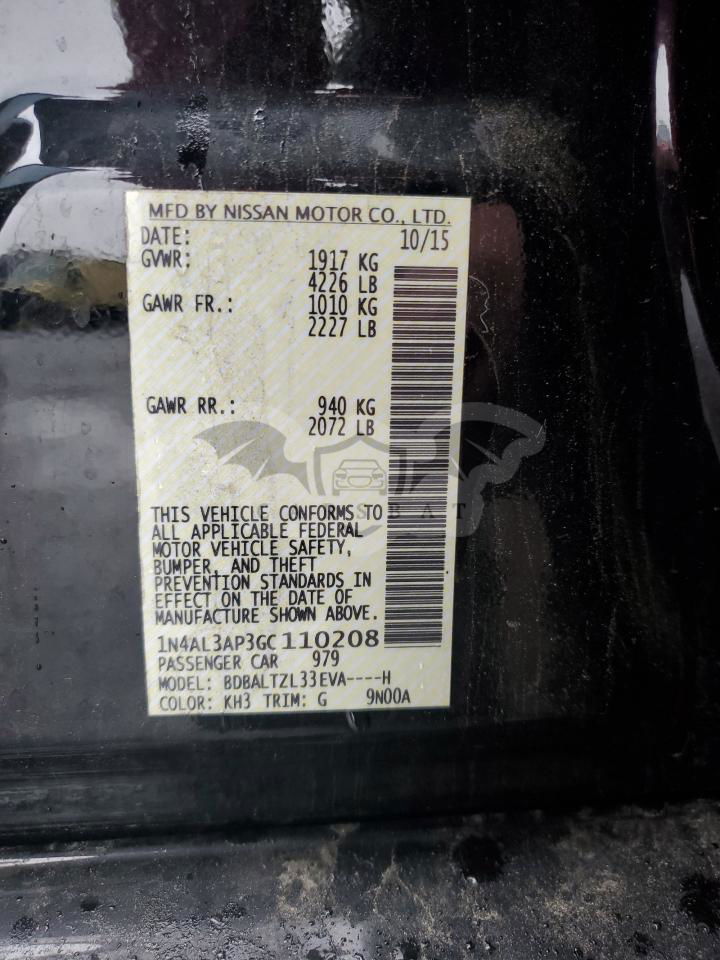 MFD BY NISSAN MOTOR CO., LTD.
DATE: 10/15
GVWR: 1917 KG
4226 LB
GAWR FR.: 1010 KG
2227 LB
GAWR RR.: 940 KG
2072 LB
THIS VEHICLE CONFORMS TO
ALL APPLICABLE FEDERAL
MOTOR VEHICLE SAFETY,
BUMPER, AND THEFT
PREVENTION STANDARDS IN
EFFECT ON THE DATE OF
MANUFACTURE SHOWN ABOVE.
1N4AL3AP3GC110208
PASSENGER CAR 979
MODEL: BDBALTZL33EVA----H
COLOR: KH3 TRIM: G 9N00A